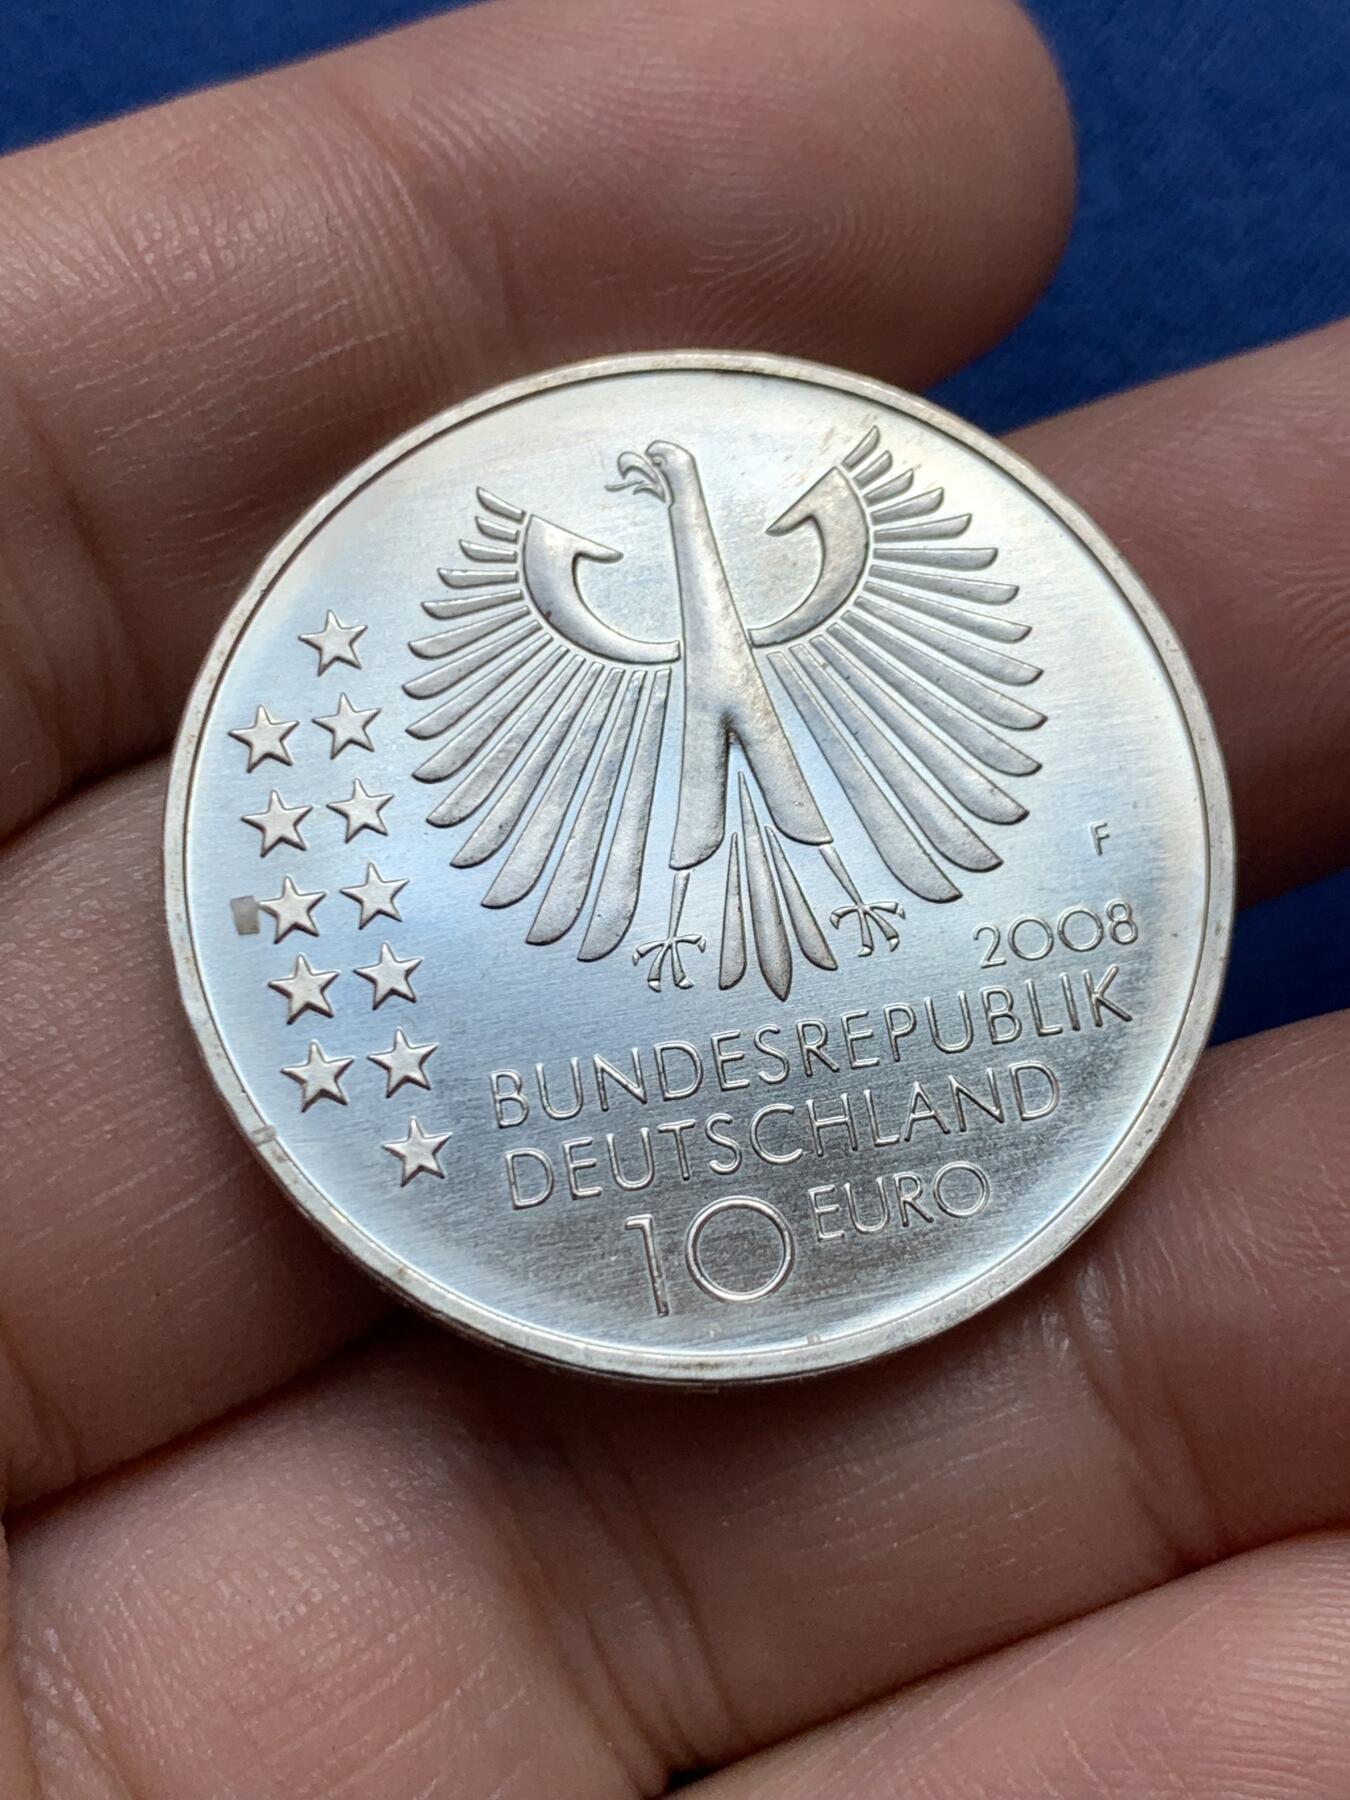 F
2008
BUNDESREPUBLIK
DEUTSCHLAND
10 EURO